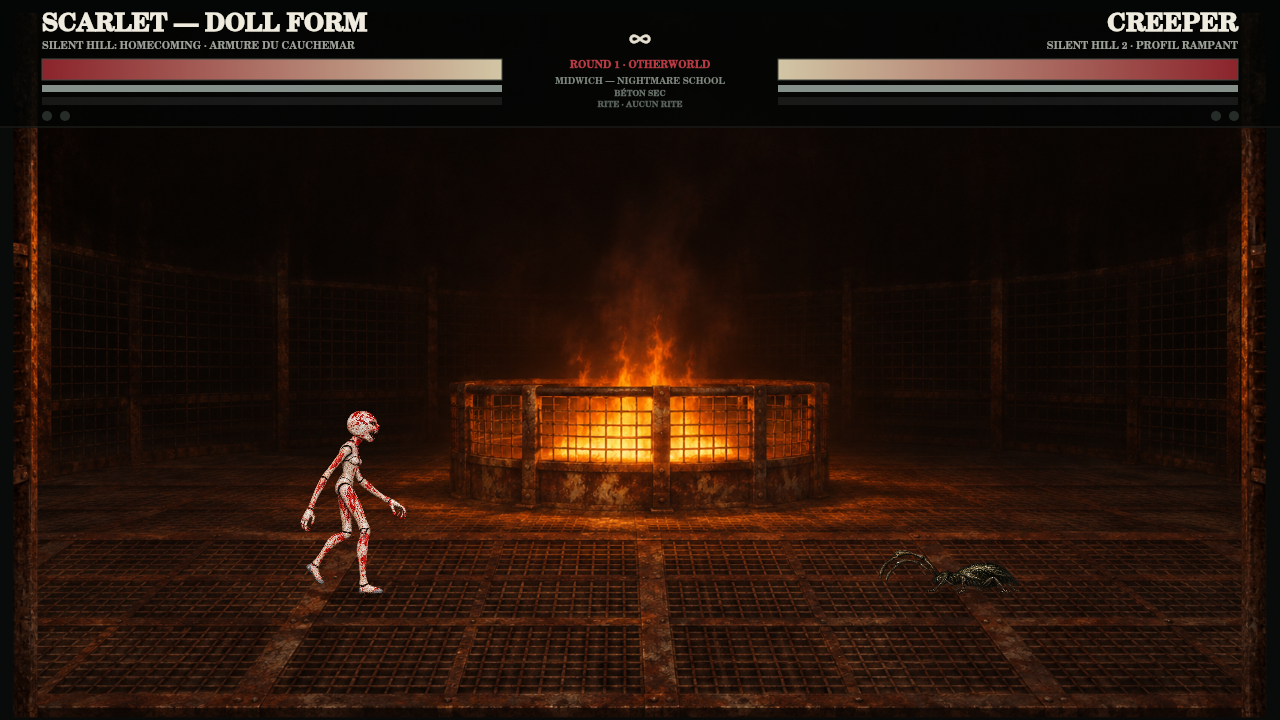 SCARLET — DOLL FORM
SILENT HILL: HOMECOMING · ARMURE DU CAUCHEMAR
∞
ROUND 1 · OTHERWORLD
MIDWICH — NIGHTMARE SCHOOL
BÉTON SEC
RITE · AUCUN RITE
CREEPER
SILENT HILL 2 · PROFIL RAMPANT